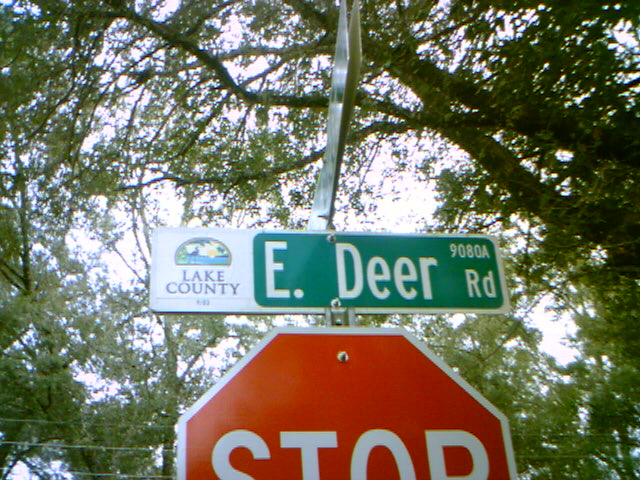 LAKE
COUNTY
E. Deer Rd
9080A
STOP